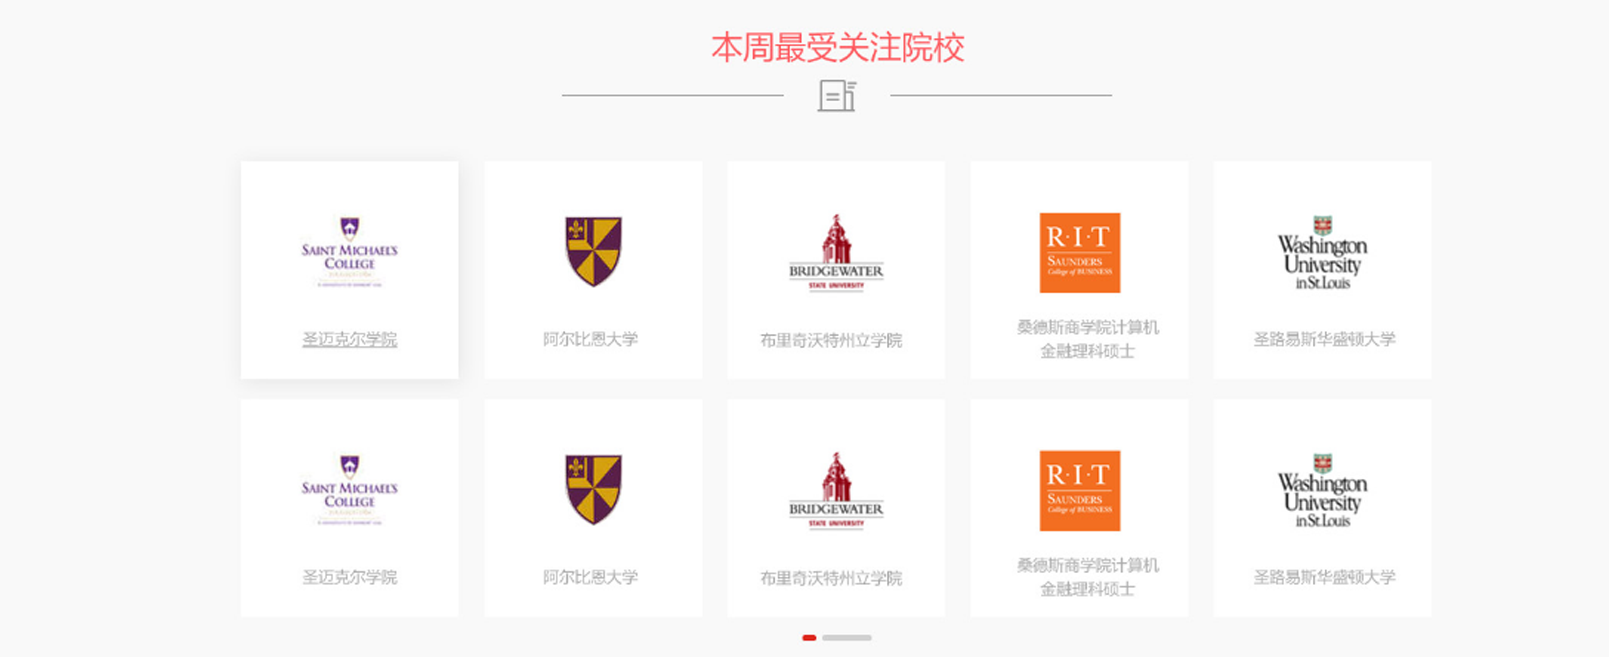 本周最受关注院校
SAINT MICHAEL'S
COLLEGE
圣迈克尔学院
阿尔比恩大学
BRIDGEWATER
STATE UNIVERSITY
布里奇沃特州立学院
R·I·T
SAUNDERS
College of BUSINESS
桑德斯商学院计算机
金融理科硕士
Washington
University
in St. Louis
圣路易斯华盛顿大学
SAINT MICHAEL'S
COLLEGE
圣迈克尔学院
阿尔比恩大学
BRIDGEWATER
STATE UNIVERSITY
布里奇沃特州立学院
R·I·T
SAUNDERS
College of BUSINESS
桑德斯商学院计算机
金融理科硕士
Washington
University
in St. Louis
圣路易斯华盛顿大学